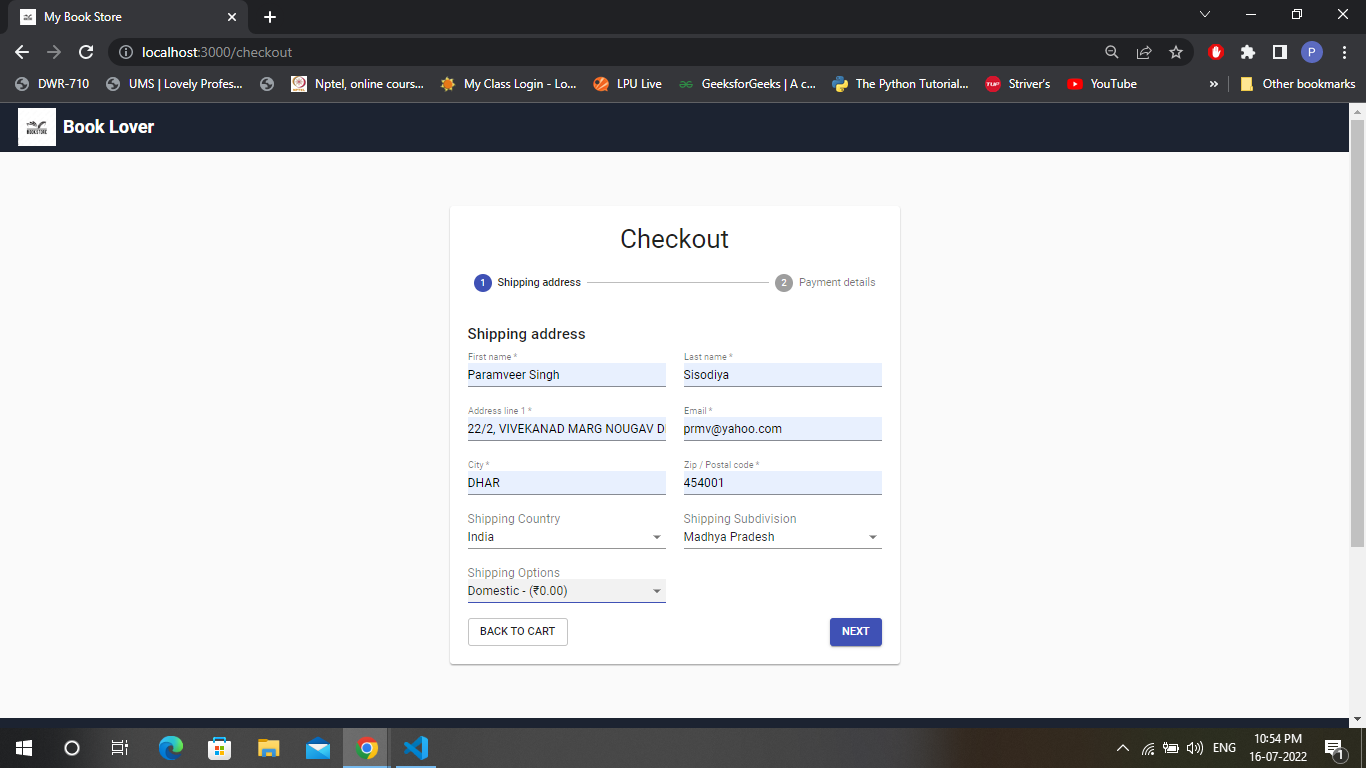 My Book Store
localhost:3000/checkout
P
DWR-710 UMS | Lovely Profes... Nptel, online cours... My Class Login - Lo... LPU Live GeeksforGeeks | A c... The Python Tutorial... TUF Striver's YouTube » Other bookmarks
BOOKSTORE Book Lover
Checkout
1 Shipping address 2 Payment details
Shipping address
First name * Last name *
Paramveer Singh Sisodiya
Address line 1 * Email *
22/2, VIVEKANAD MARG NOUGAV D prmv@yahoo.com
City * Zip / Postal code *
DHAR 454001
Shipping Country Shipping Subdivision
India Madhya Pradesh
Shipping Options
Domestic - (₹0.00)
BACK TO CART NEXT
ENG 10:54 PM
16-07-2022 1